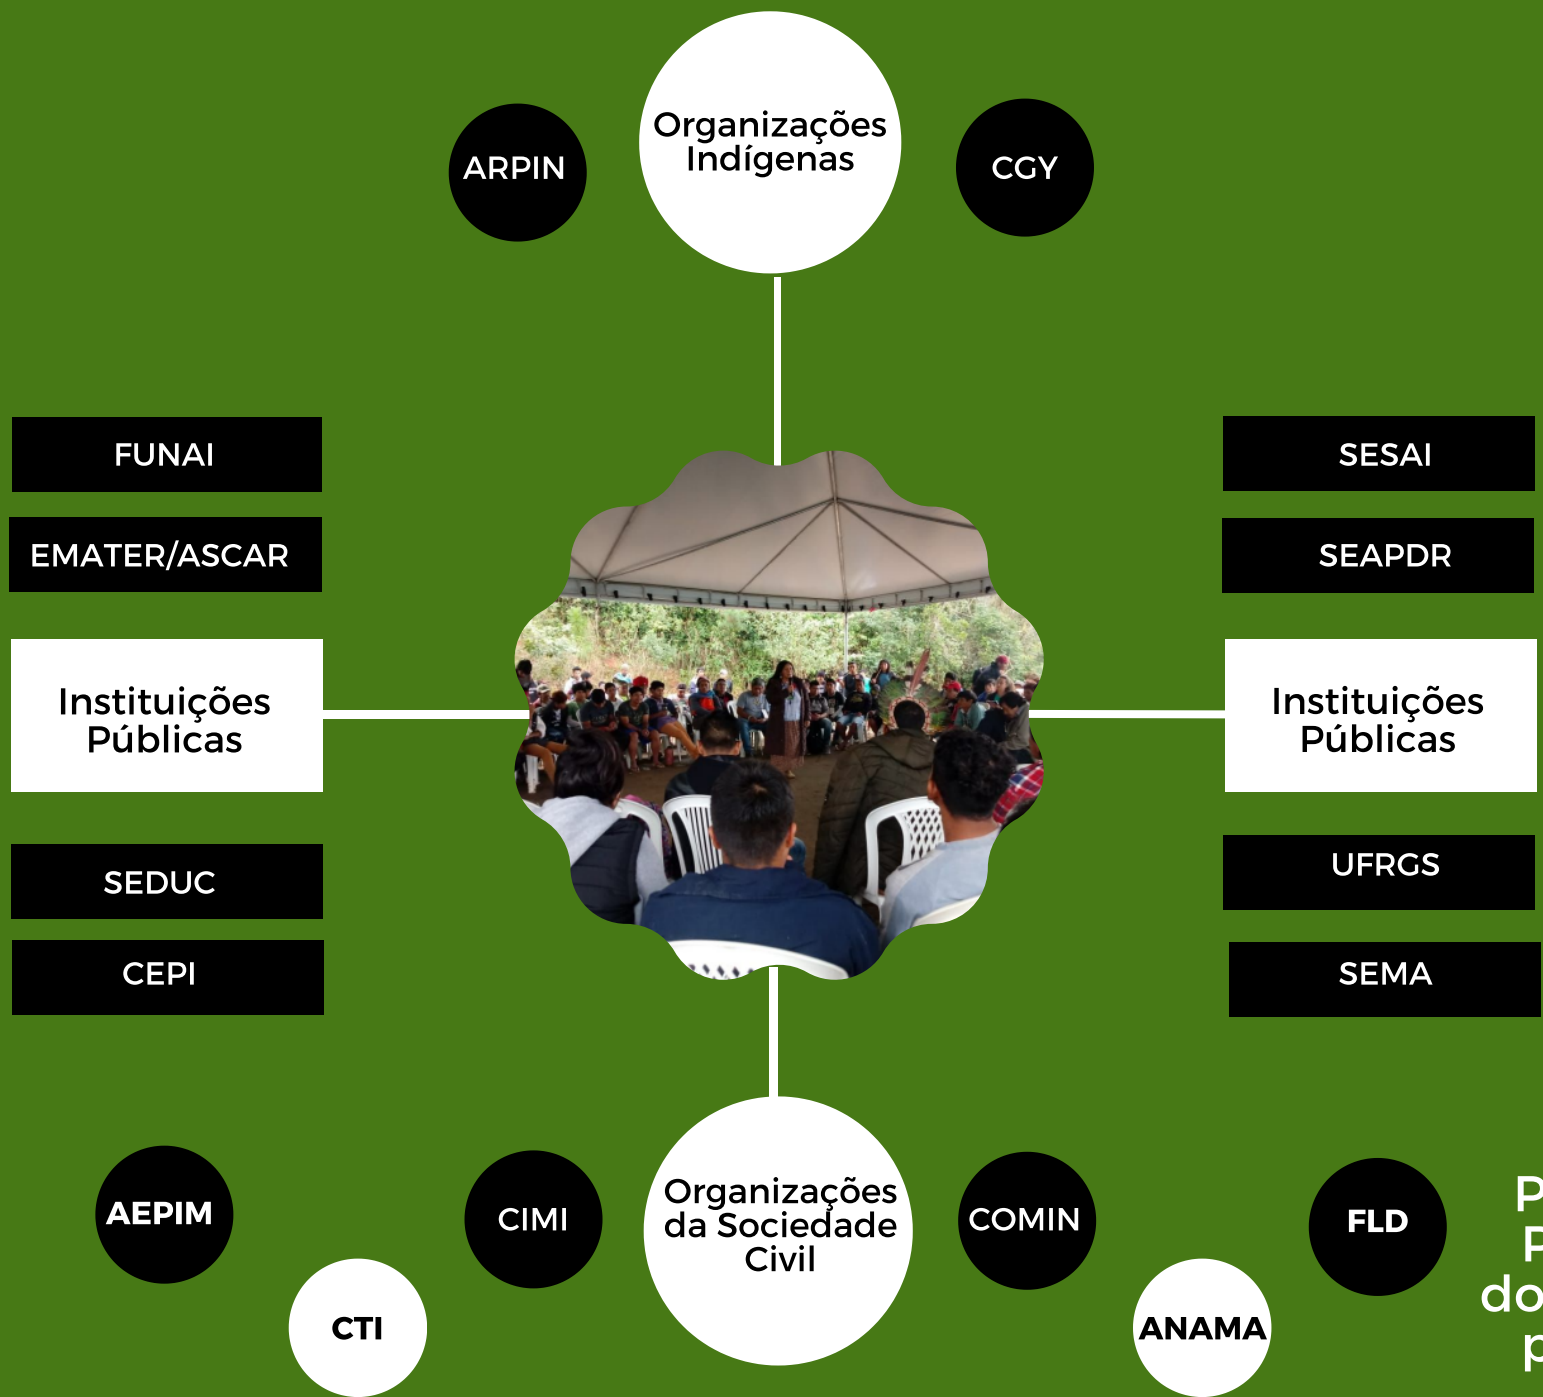 Organizações
Indígenas
ARPIN
CGY
FUNAI
SESAI
EMATER/ASCAR
SEAPDR
Instituições
Públicas
Instituições
Públicas
SEDUC
UFRGS
CEPI
SEMA
AEPIM
CIMI
Organizações
da Sociedade
Civil
COMIN
FLD
CTI
ANAMA